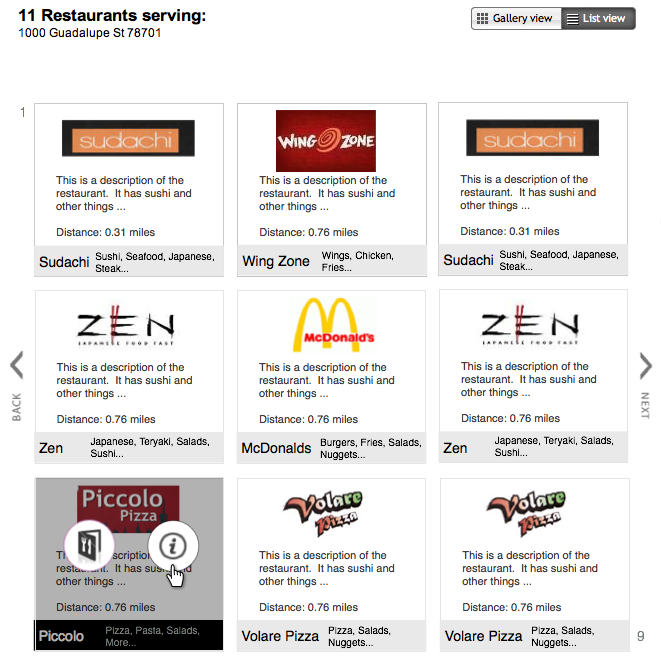 11 Restaurants serving:
1000 Guadalupe St 78701
Gallery view
List view
1
sudachi
This is a description of the
restaurant. It has sushi and
other things ...
Distance: 0.31 miles
Sudachi
Sushi, Seafood, Japanese,
Steak...
WING ZONE
This is a description of the
restaurant. It has sushi and
other things ...
Distance: 0.76 miles
Wing Zone
Wings, Chicken,
Fries...
sudachi
This is a description of the
restaurant. It has sushi and
other things ...
Distance: 0.31 miles
Sudachi
Sushi, Seafood, Japanese,
Steak...
ZEN
JAPANESE FOOD FAST
This is a description of the
restaurant. It has sushi and
other things ...
Distance: 0.76 miles
Zen
Japanese, Teryaki, Salads,
Sushi...
McDonald's
This is a description of the
restaurant. It has sushi and
other things ...
Distance: 0.76 miles
McDonalds
Burgers, Fries, Salads,
Nuggets...
ZEN
JAPANESE FOOD FAST
This is a description of the
restaurant. It has sushi and
other things ...
Distance: 0.76 miles
Zen
Japanese, Teryaki, Salads,
Sushi...
BACK
NEXT
Piccolo
Pizza
i
Th scription
restau It has sus
other things ...
Distance: 0.76 miles
Piccolo
Pizza, Pasta, Salads,
More...
Volare
Pizza
This is a description of the
restaurant. It has sushi and
other things ...
Distance: 0.76 miles
Volare Pizza
Pizza, Salads,
Nuggets...
Volare
Pizza
This is a description of the
restaurant. It has sushi and
other things ...
Distance: 0.76 miles
Volare Pizza
Pizza, Salads,
Nuggets...
9